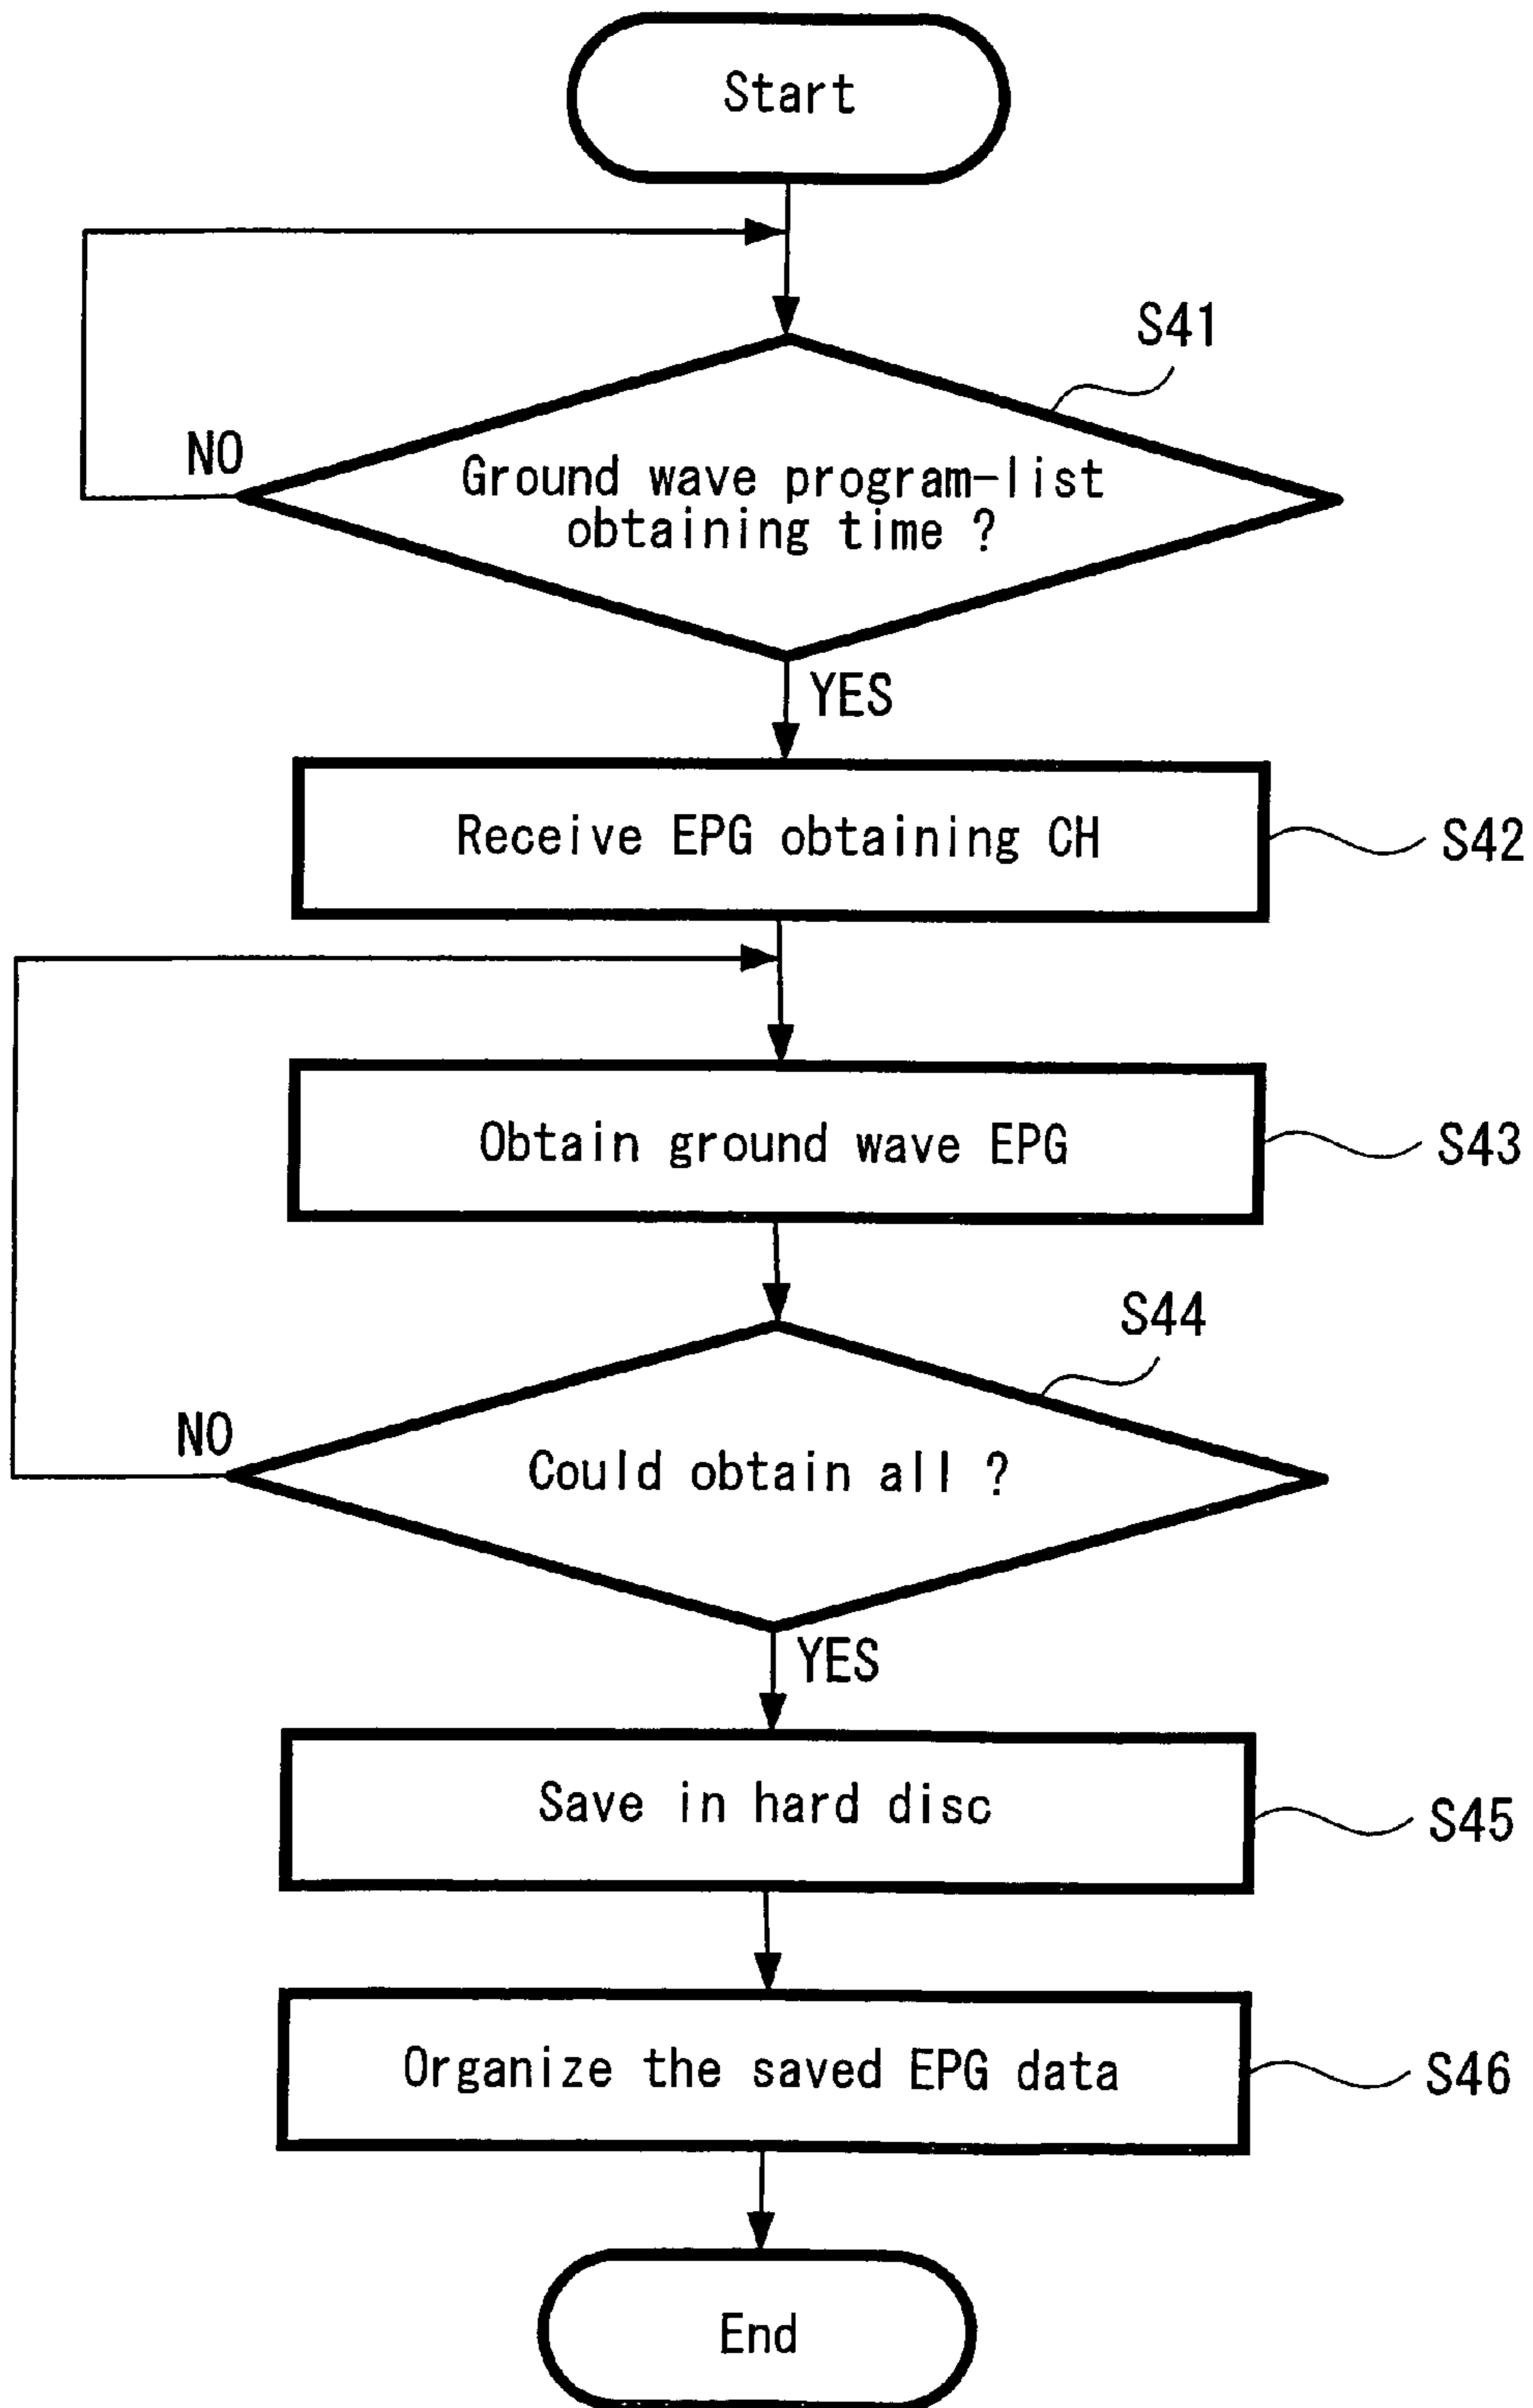 Start
S41
NO
Ground wave program-list
obtaining time ?
YES
Receive EPG obtaining CH
S42
Obtain ground wave EPG
S43
S44
NO
Could obtain all ?
YES
Save in hard disc
S45
Organize the saved EPG data
S46
End